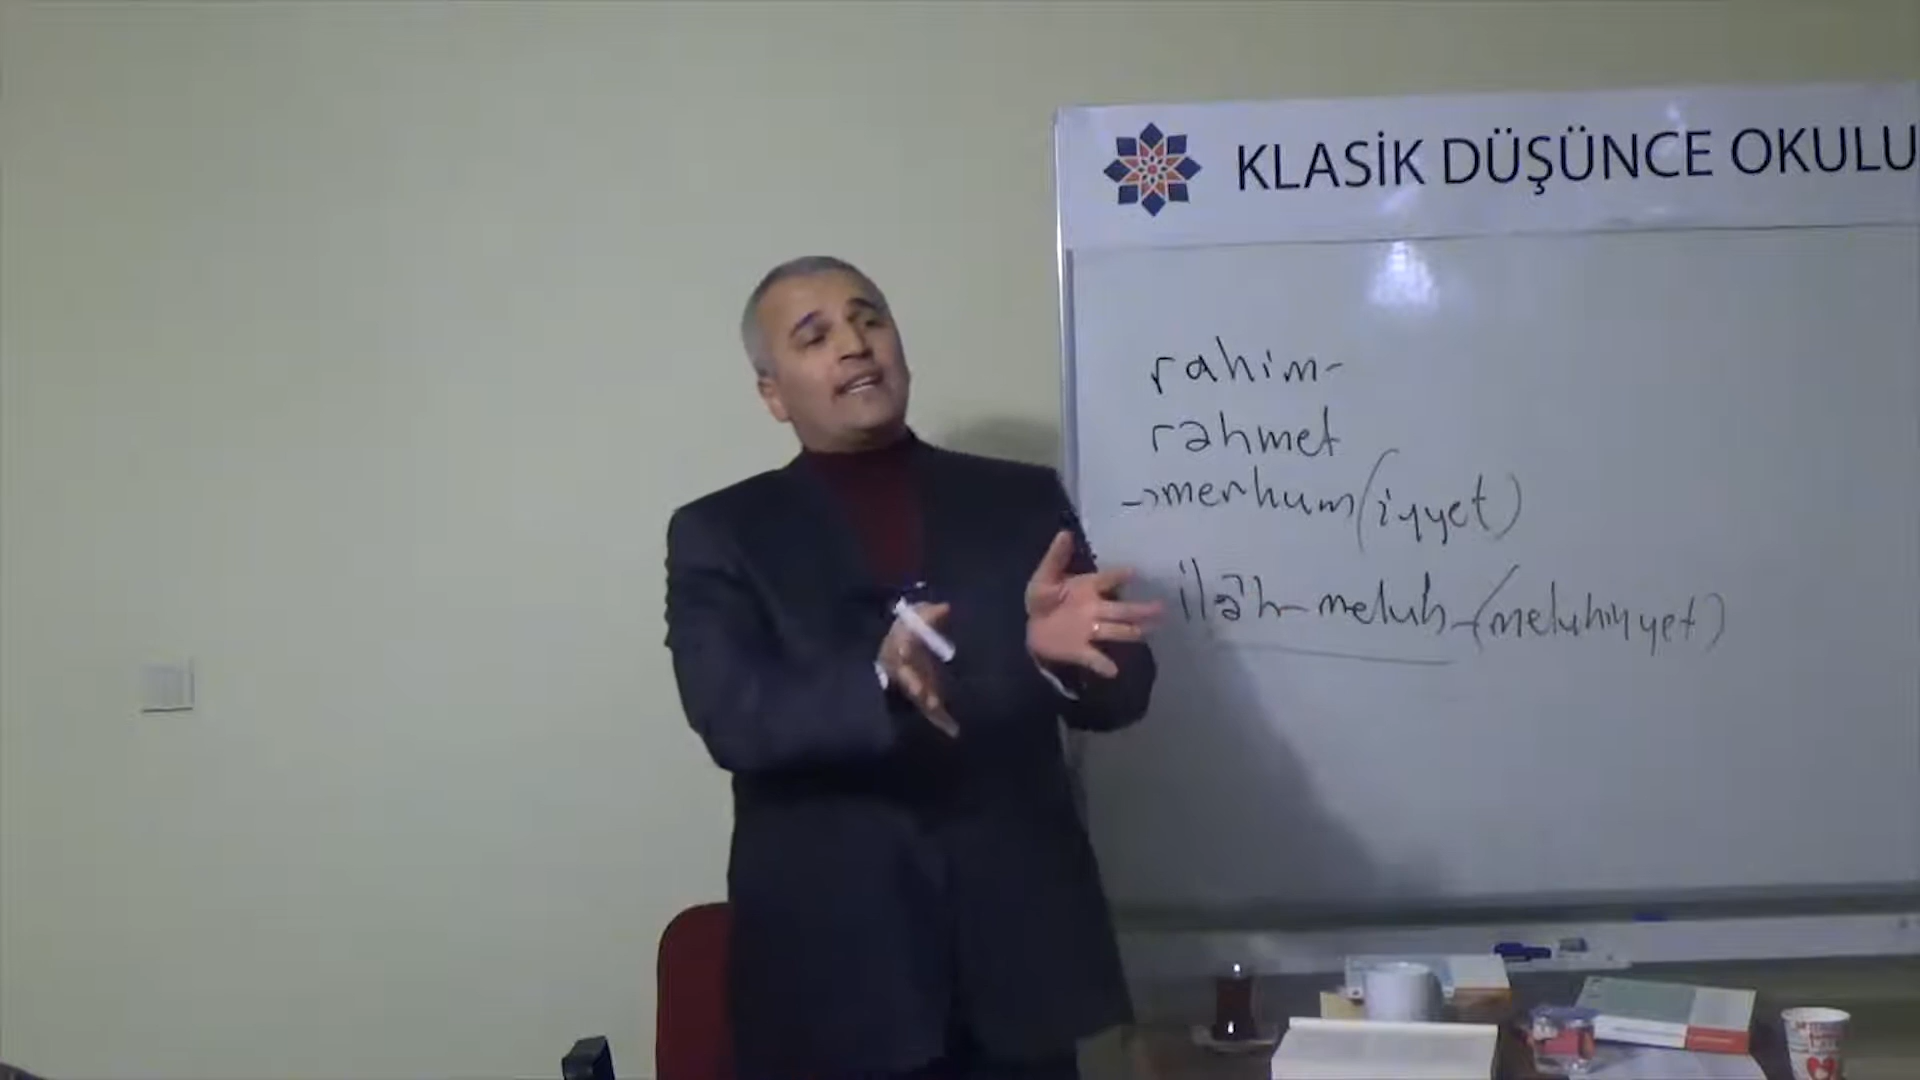 KLASİK DÜŞÜNCE OKULU
rahim-
rahmet
→merhum(iyyet)
ilâh-meluh-(meluhiyyet)